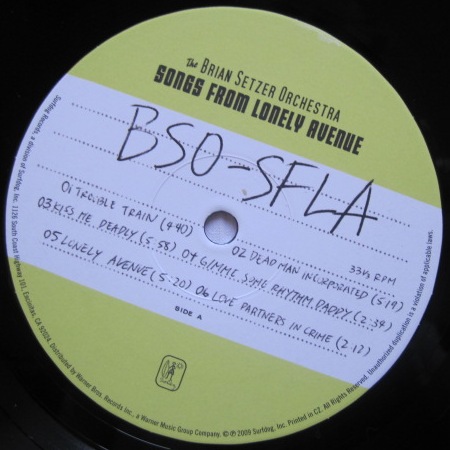 The BRIAN SETZER ORCHESTRA
SONGS FROM LONELY AVENUE
BSO-SFLA
33⅓ RPM
01 TROUBLE TRAIN (4:40) 02 DEAD MAN INCORPORATED (5:19)
03 KISS ME DEADLY (5:58) 04 GIMME SOME RHYTHM DADDY (2:34)
05 LONELY AVENUE (5:20) 06 LOVE PARTNERS IN CRIME (2:12)
SIDE A
Surfdog Records, a division of Surfdog, Inc. 1126 South Coast Highway 101, Encinitas, CA 92024. Distributed by Warner Bros. Records Inc., a Warner Music Group Company. © ℗ 2009 Surfdog, Inc. Printed in CZ. All Rights Reserved. Unauthorized duplication is a violation of applicable laws.